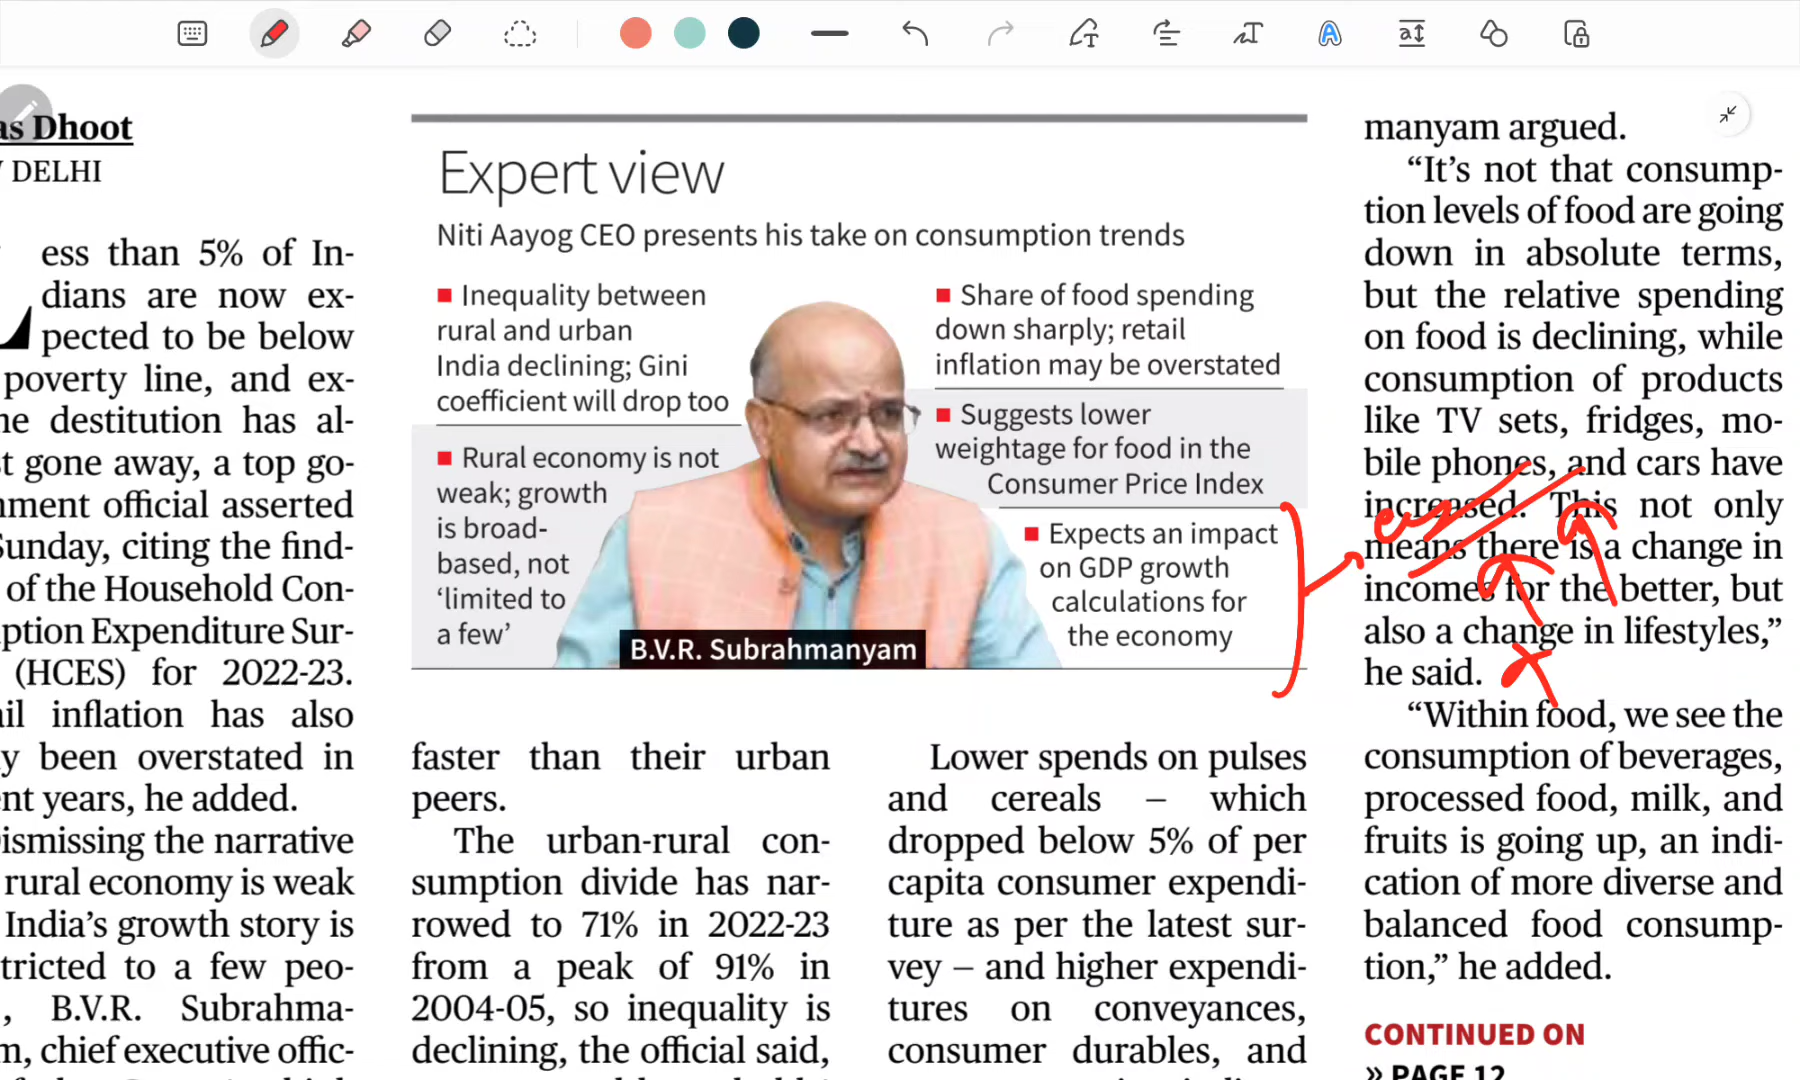 as Dhoot
DELHI
ess than 5% of In-
dians are now ex-
pected to be below
poverty line, and ex-
ne destitution has al-
t gone away, a top go-
nment official asserted
Sunday, citing the find-
of the Household Con-
ption Expenditure Sur-
(HCES) for 2022-23.
il inflation has also
y been overstated in
nt years, he added.
ismissing the narrative
rural economy is weak
India’s growth story is
tricted to a few peo-
, B.V.R. Subrahma-
m, chief executive offic-
Expert view
Niti Aayog CEO presents his take on consumption trends
■ Inequality between
rural and urban
India declining; Gini
coefficient will drop too
■ Rural economy is not
weak; growth
is broad-
based, not
‘limited to
a few’
■ Share of food spending
down sharply; retail
inflation may be overstated
■ Suggests lower
weightage for food in the
Consumer Price Index
■ Expects an impact
on GDP growth
calculations for
the economy
B.V.R. Subrahmanyam
faster than their urban
peers.
The urban-rural con-
sumption divide has nar-
rowed to 71% in 2022-23
from a peak of 91% in
2004-05, so inequality is
declining, the official said,
Lower spends on pulses
and cereals – which
dropped below 5% of per
capita consumer expendi-
ture as per the latest sur-
vey – and higher expendi-
tures on conveyances,
consumer durables, and
manyam argued.
“It’s not that consump-
tion levels of food are going
down in absolute terms,
but the relative spending
on food is declining, while
consumption of products
like TV sets, fridges, mo-
bile phones, and cars have
increased. This not only
means there is a change in
incomes for the better, but
also a change in lifestyles,”
he said.
“Within food, we see the
consumption of beverages,
processed food, milk, and
fruits is going up, an indi-
cation of more diverse and
balanced food consump-
tion,” he added.
CONTINUED ON
» PAGE 12